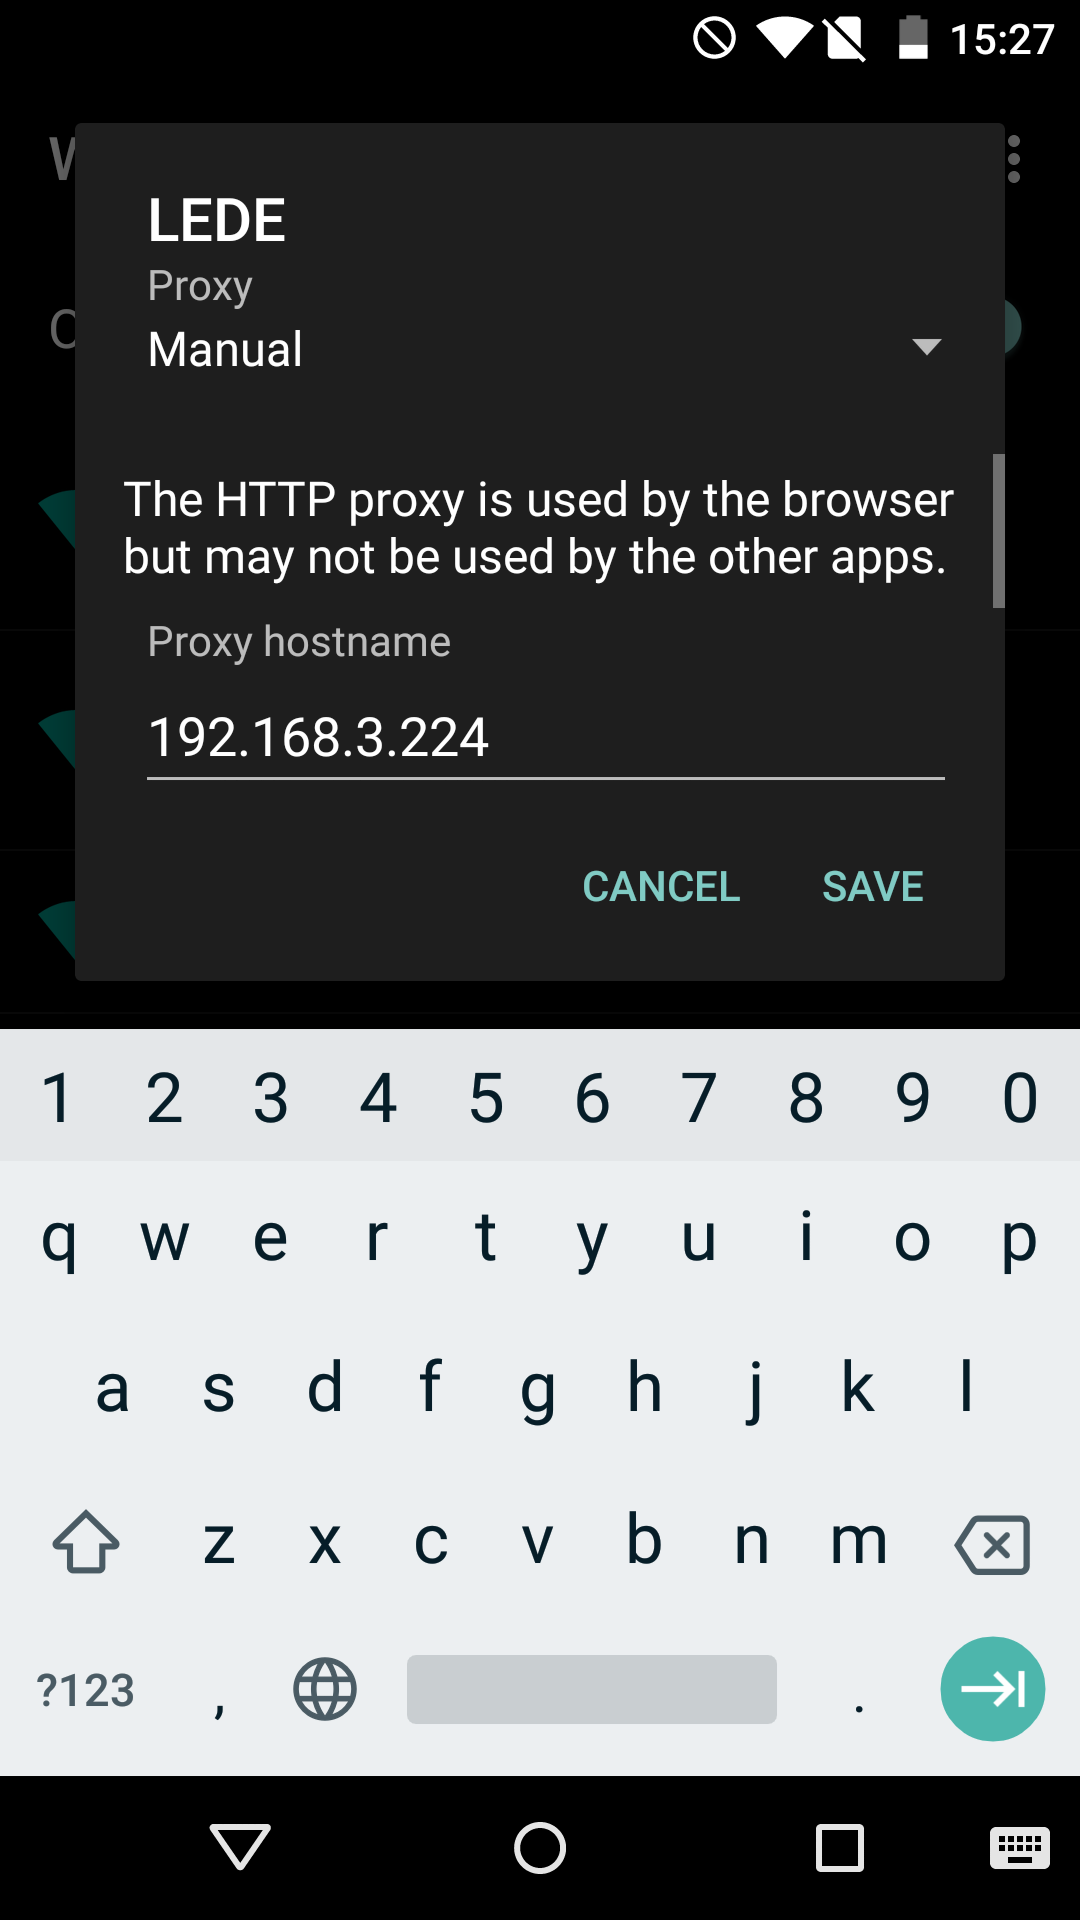 15:27
W
LEDE
Proxy
O
Manual
The HTTP proxy is used by the browser
but may not be used by the other apps.
Proxy hostname
192.168.3.224
CANCEL SAVE
1 2 3 4 5 6 7 8 9 0
q w e r t y u i o p
a s d f g h j k l
z x c v b n m
?123 , .